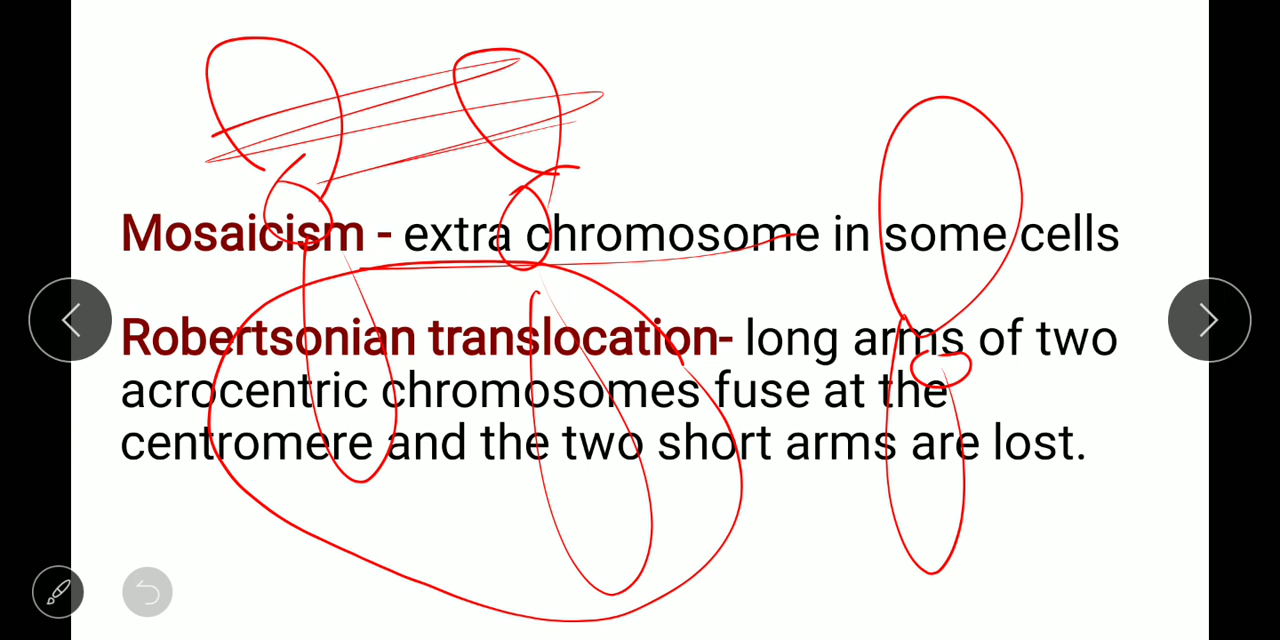 Mosaicism - extra chromosome in some cells
Robertsonian translocation- long arms of two
acrocentric chromosomes fuse at the
centromere and the two short arms are lost.